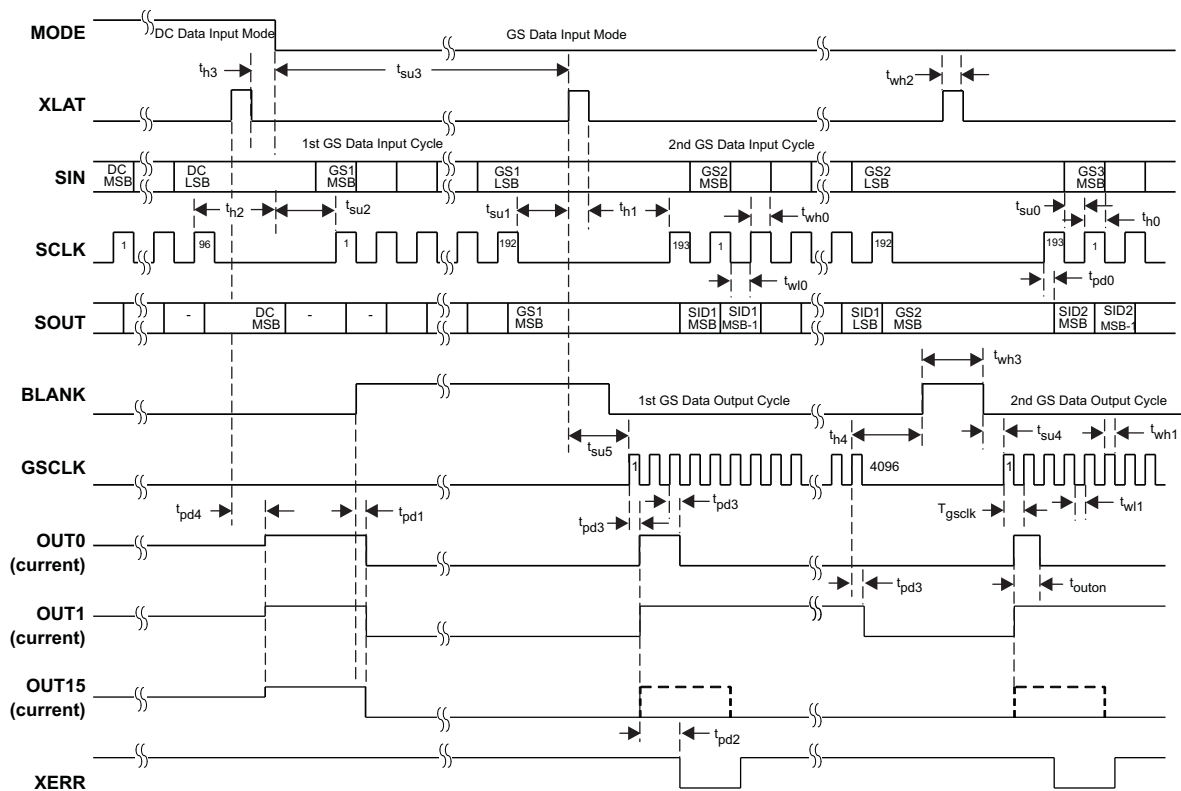 MODE
DC Data Input Mode
GS Data Input Mode
th3
tsu3
twh2
XLAT
1st GS Data Input Cycle
2nd GS Data Input Cycle
SIN
DC MSB
DC LSB
GS1 MSB
GS1 LSB
GS2 MSB
GS2 LSB
GS3 MSB
th2
tsu2
tsu1
th1
twh0
tsu0
th0
SCLK
1
96
1
192
193
1
192
193
1
twl0
tpd0
SOUT
-
DC MSB
-
-
GS1 MSB
SID1 MSB
SID1 MSB-1
SID1 LSB
GS2 MSB
SID2 MSB
SID2 MSB-1
twh3
BLANK
1st GS Data Output Cycle
2nd GS Data Output Cycle
tsu5
th4
tsu4
twh1
GSCLK
1
4096
1
tpd4
tpd1
tpd3
tpd3
Tgsclk
twl1
OUT0
(current)
tpd3
touton
OUT1
(current)
OUT15
(current)
tpd2
XERR